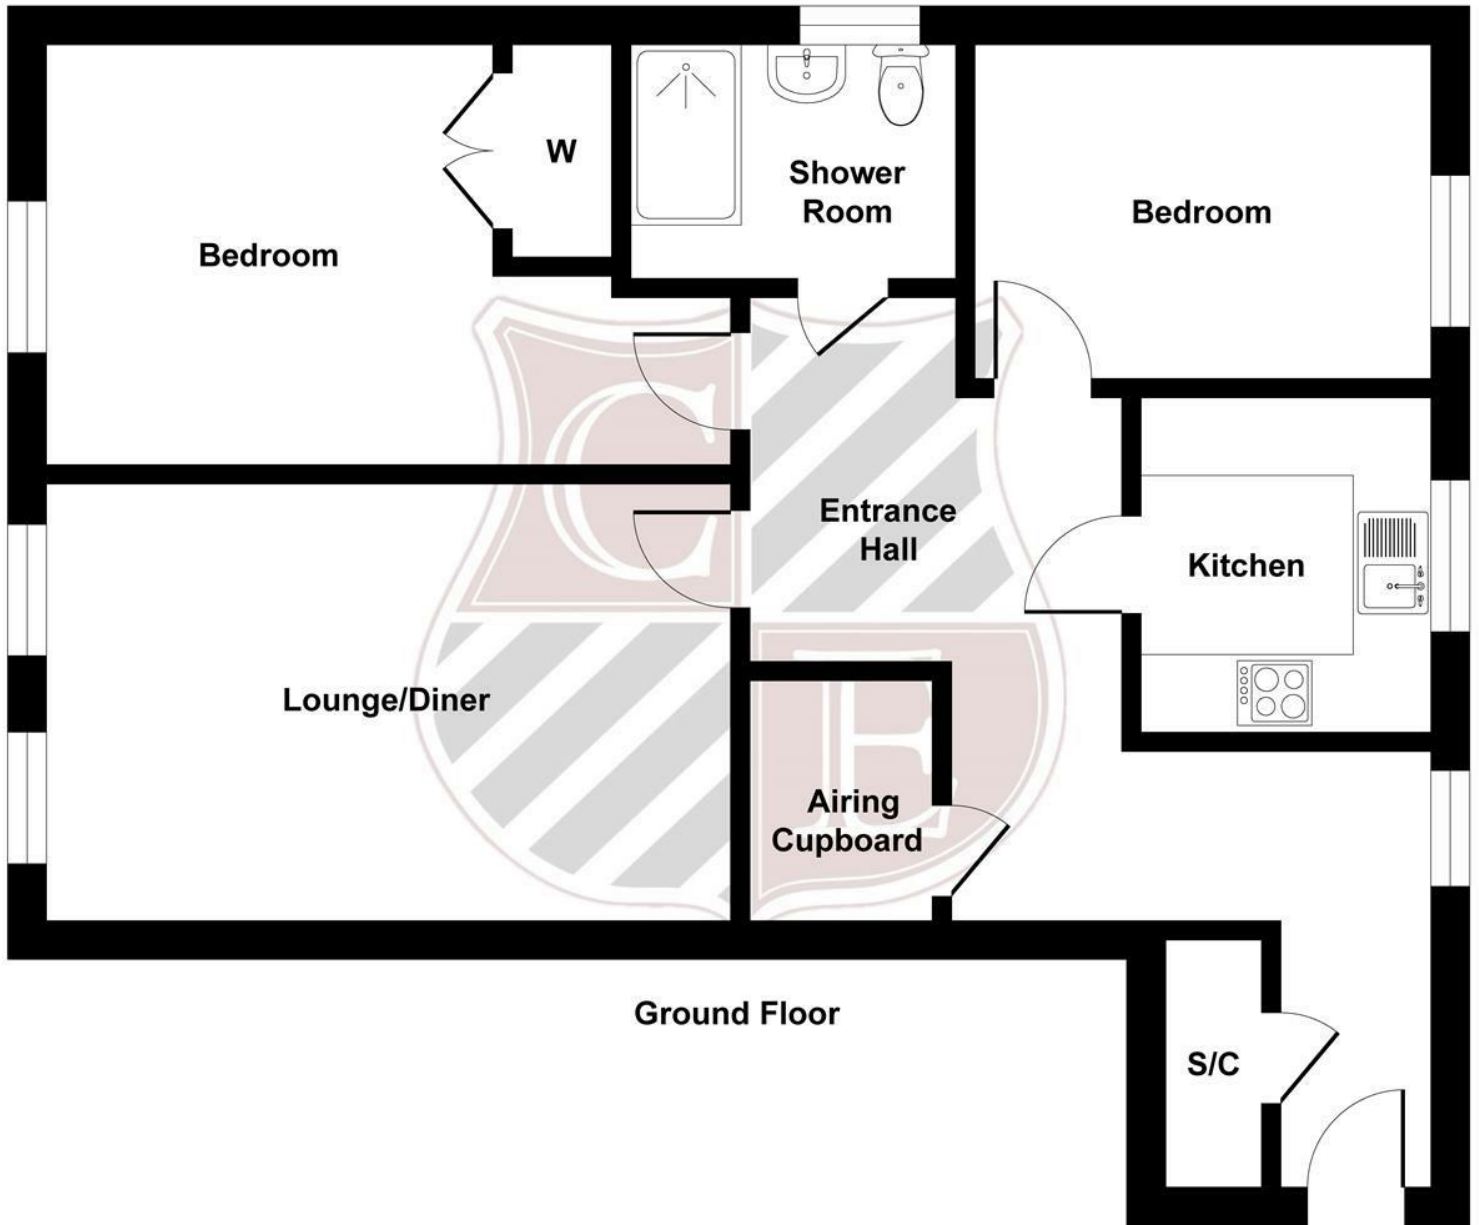 W
Shower
Room
Bedroom
Bedroom
Entrance
Hall
Kitchen
Lounge/Diner
Airing
Cupboard
Ground Floor
S/C
C
E